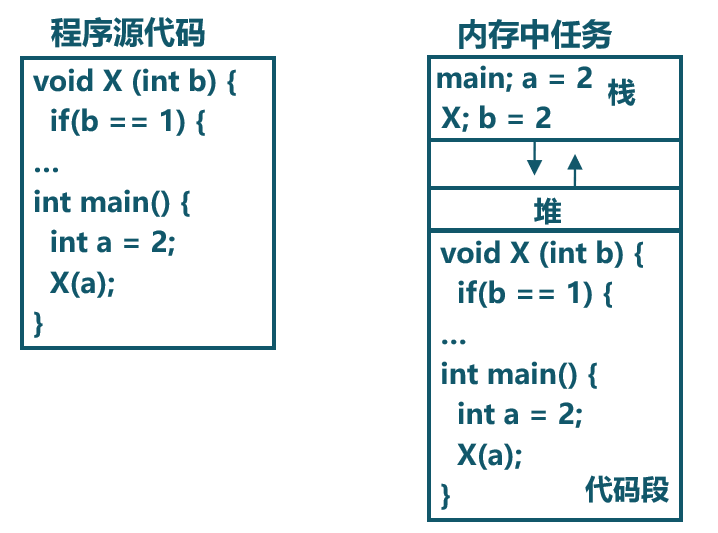 程序源代码
void X (int b) {
if(b == 1) {
...
int main() {
int a = 2;
X(a);
}
内存中任务
main; a = 2
栈
X; b = 2
堆
void X (int b) {
if(b == 1) {
...
int main() {
int a = 2;
X(a);
}
代码段